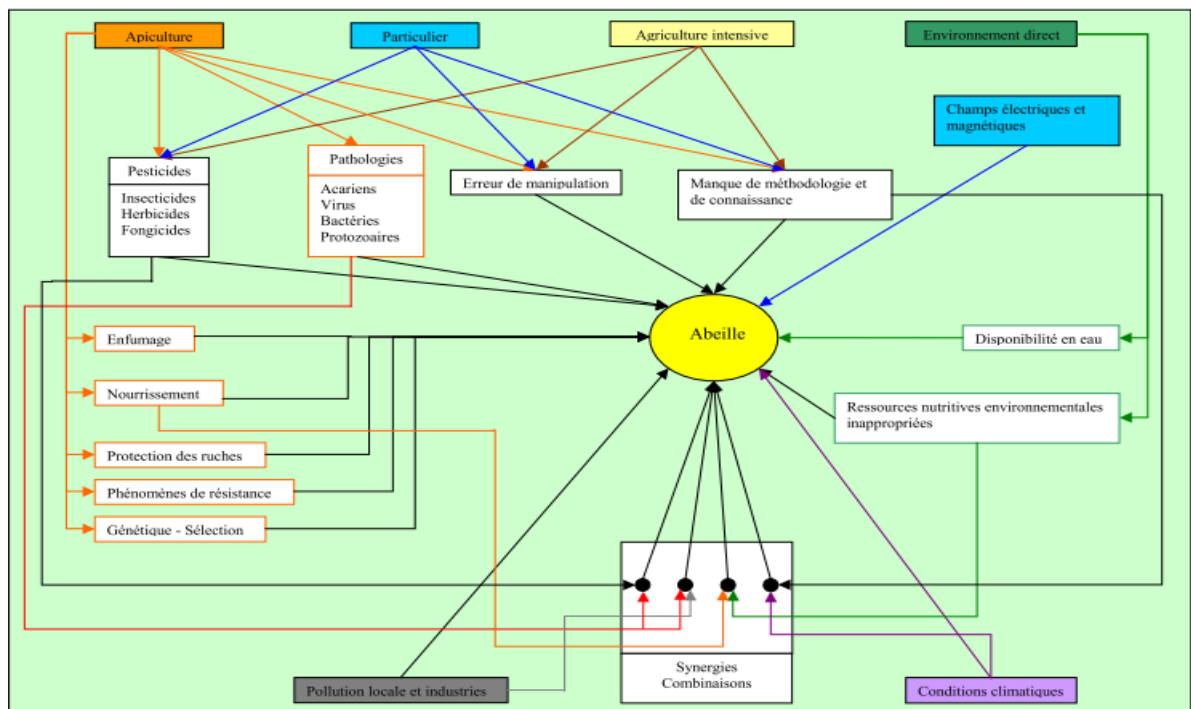 Apiculture
Particulier
Agriculture intensive
Environnement direct
Champs électriques et
magnétiques
Pesticides
Insecticides
Herbicides
Fongicides
Pathologies
Acariens
Virus
Bactéries
Protozoaires
Erreur de manipulation
Manque de méthodologie et
de connaissance
Abeille
Enfumage
Disponibilité en eau
Nourrissement
Ressources nutritives environnementales
inappropriées
Protection des ruches
Phénomènes de résistance
Génétique - Sélection
Synergies
Combinaisons
Pollution locale et industries
Conditions climatiques